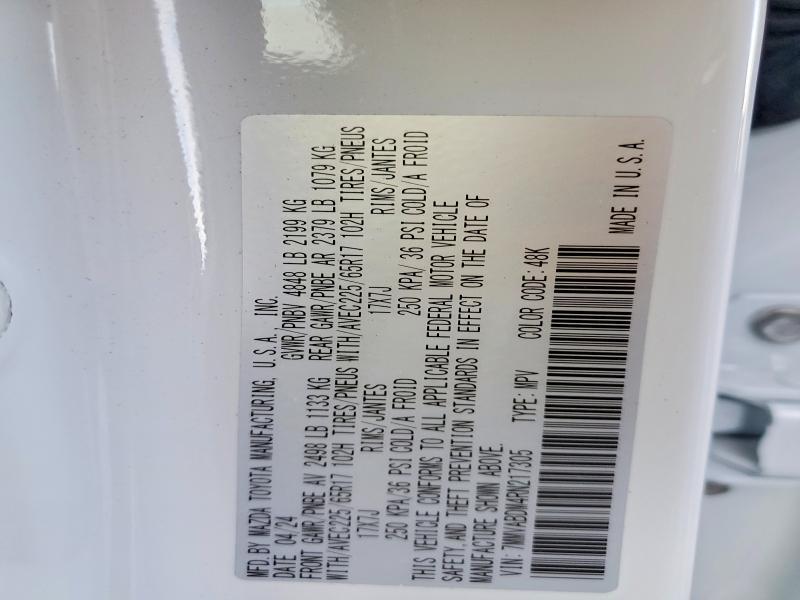 MFD.BY MAZDA TOYOTA MANUFACTURING, U.S.A. INC.
DATE 04/24 GVWR/PNBV 4848 LB 2199 KG
FRONT GAWR/PNBE AV 2498 LB 1133 KG REAR GAWR/PNBE AR 2379 LB 1079 KG
WITH/AVEC225/65R17 102H TIRES/PNEUS WITH/AVEC225/65R17 102H TIRES/PNEUS
17X7J RIMS/JANTES 17X7J RIMS/JANTES
250 KPA/36 PSI COLD/A FROID 250 KPA/36 PSI COLD/A FROID
THIS VEHICLE CONFORMS TO ALL APPLICABLE FEDERAL MOTOR VEHICLE
SAFETY,AND THEFT PREVENTION STANDARDS IN EFFECT ON THE DATE OF
MANUFACTURE SHOWN ABOVE.
VIN: 7MMVABDM4RN217305 TYPE: MPV COLOR CODE: 48K
MADE IN U.S.A.